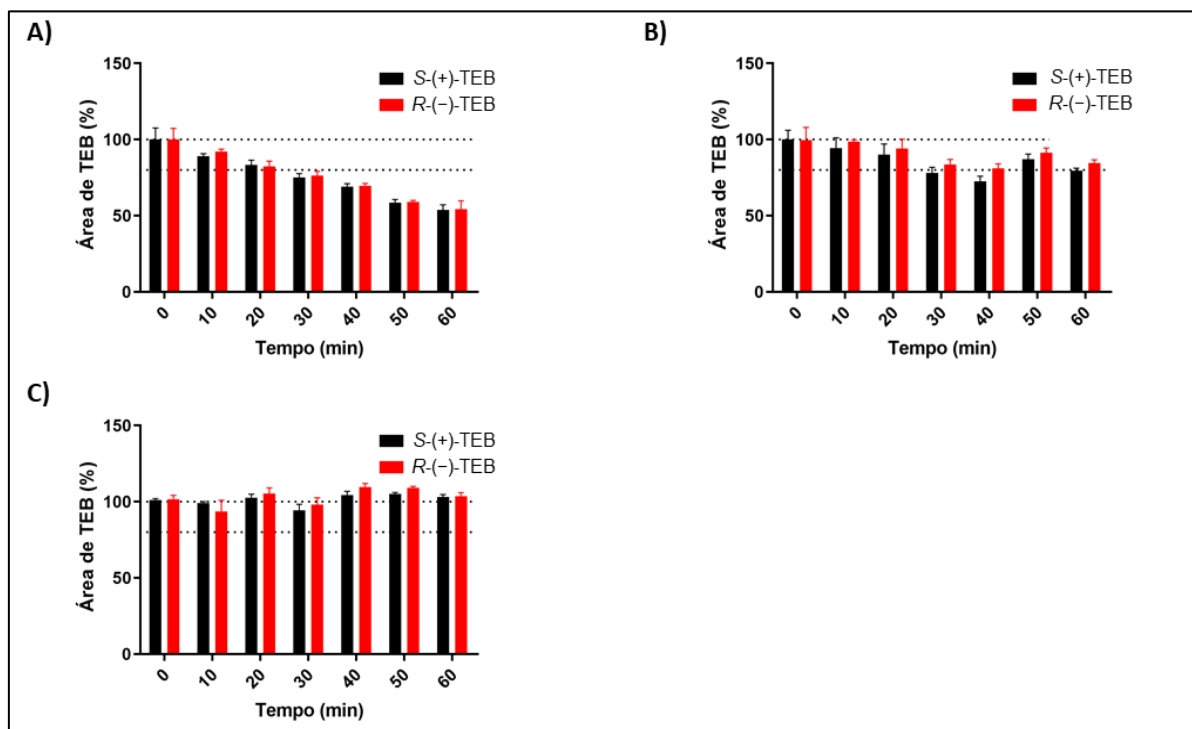 A)
150
100
50
0
Área de TEB (%)
S-(+)-TEB
R-(−)-TEB
0 10 20 30 40 50 60
Tempo (min)
B)
150
100
50
0
Área de TEB (%)
S-(+)-TEB
R-(−)-TEB
0 10 20 30 40 50 60
Tempo (min)
C)
150
100
50
0
Área de TEB (%)
S-(+)-TEB
R-(−)-TEB
0 10 20 30 40 50 60
Tempo (min)